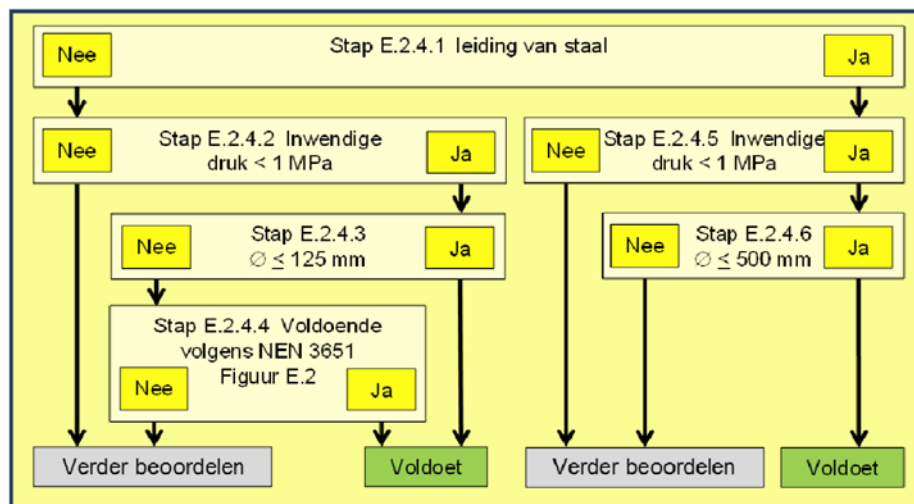 Stap E.2.4.1 leiding van staal
Nee
Ja
Stap E.2.4.2 Inwendige
druk < 1 MPa
Nee
Ja
Stap E.2.4.5 Inwendige
druk < 1 MPa
Nee
Ja
Stap E.2.4.3
∅ ≤ 125 mm
Nee
Ja
Stap E.2.4.6
∅ ≤ 500 mm
Nee
Ja
Stap E.2.4.4 Voldoende
volgens NEN 3651
Figuur E.2
Nee
Ja
Verder beoordelen
Voldoet
Verder beoordelen
Voldoet